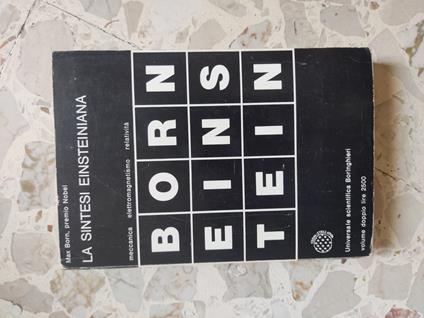 Max Born, premio Nobel
LA SINTESI EINSTEINIANA
meccanica elettromagnetismo relatività
BORN
EINS
TEIN
Universale scientifica Boringhieri
volume doppio lire 2500